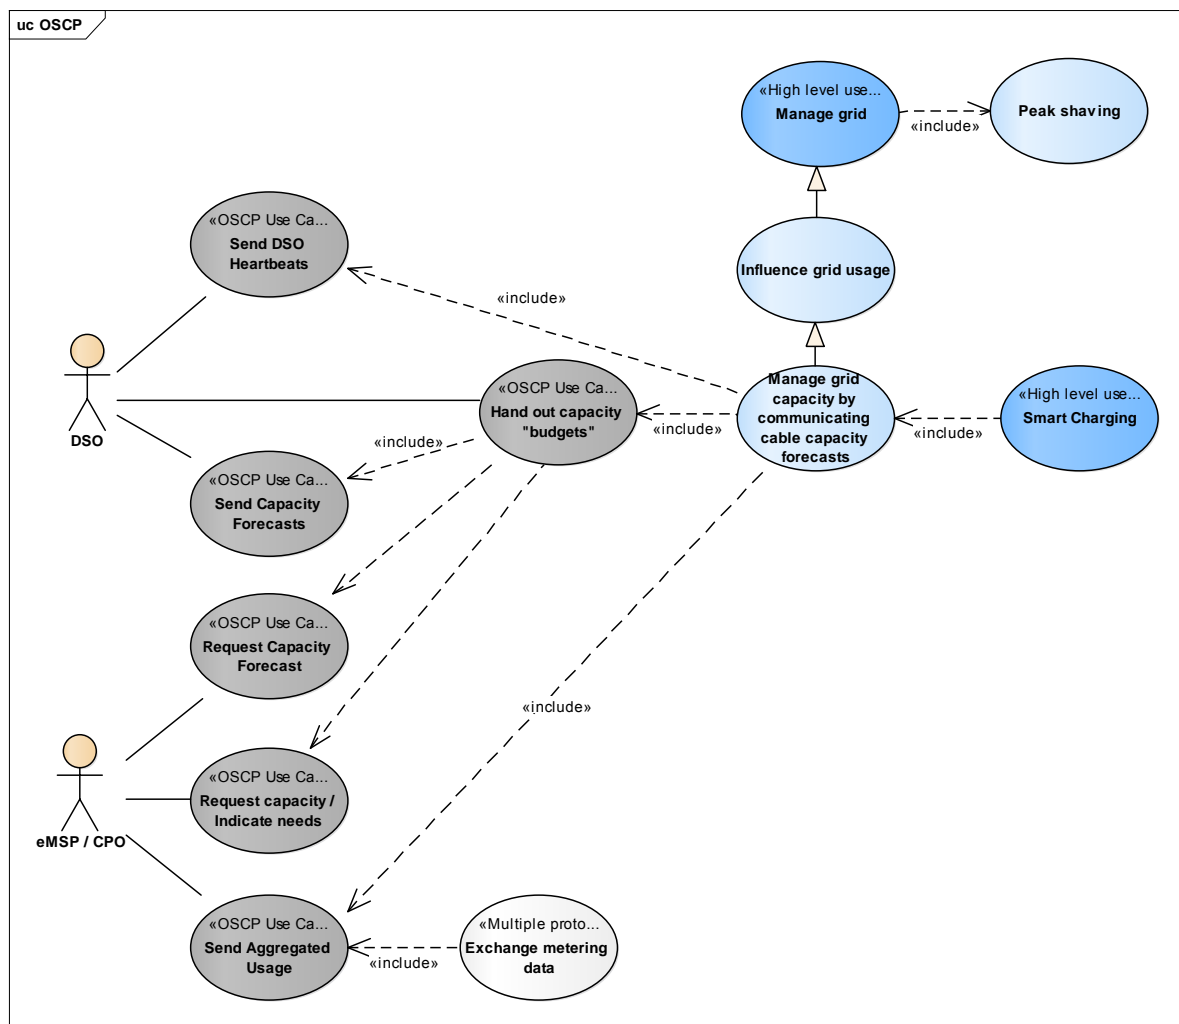 uc OSCP
«High level use...
Manage grid
«include»
Peak shaving
«OSCP Use Ca...
Send DSO
Heartbeats
«include»
Influence grid usage
DSO
«OSCP Use Ca...
Hand out capacity
"budgets"
«include»
«include»
Manage grid
capacity by
communicating
cable capacity
forecasts
«include»
«High level use...
Smart Charging
«OSCP Use Ca...
Send Capacity
Forecasts
«OSCP Use Ca...
Request Capacity
Forecast
«include»
eMSP / CPO
«OSCP Use Ca...
Request capacity /
Indicate needs
«OSCP Use Ca...
Send Aggregated
Usage
«include»
«Multiple proto...
Exchange metering
data